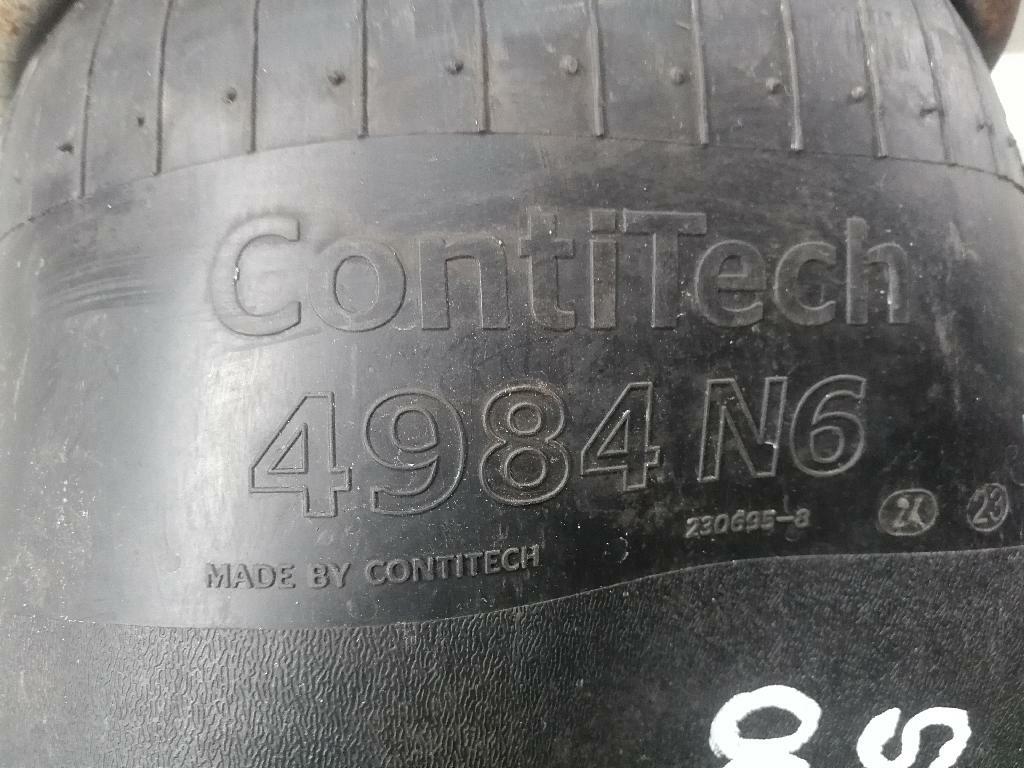 ContiTech
4984 N6
230695-8
23
MADE BY CONTITECH